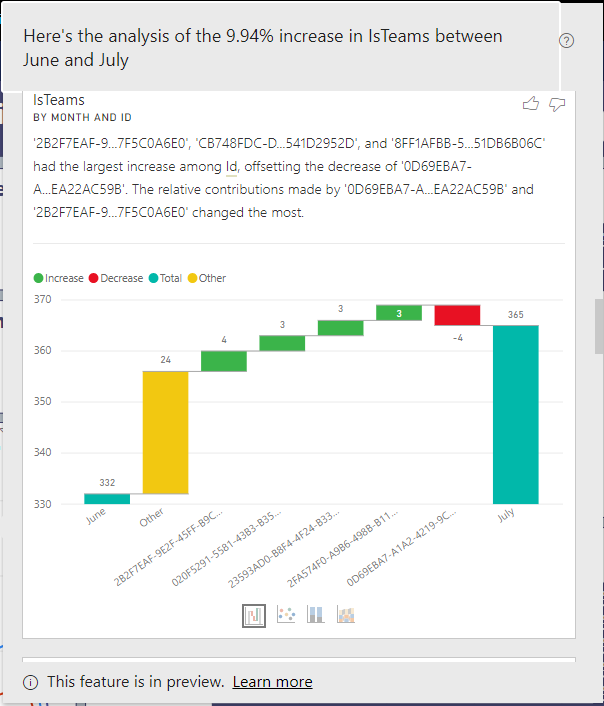 Here's the analysis of the 9.94% increase in IsTeams between
June and July
IsTeams
BY MONTH AND ID
'2B2F7EAF-9...7F5C0A6E0', 'CB748FDC-D...541D2952D', and '8FF1AFBB-5...51DB6B06C'
had the largest increase among Id, offsetting the decrease of '0D69EBA7-
A...EA22AC59B'. The relative contributions made by '0D69EBA7-A...EA22AC59B' and
'2B2F7EAF-9...7F5C0A6E0' changed the most.
Increase Decrease Total Other
370
360
350
340
330
332
24
4
3
3
3
-4
365
June
Other
2B2F7EAF-9E2F-45FF-B9C...
020F5291-5581-43B3-B35...
23593AD0-B8F4-4F24-B33...
2FA574F0-A9B6-498B-B11...
0D69EBA7-A1A2-4219-9C...
July
This feature is in preview. Learn more